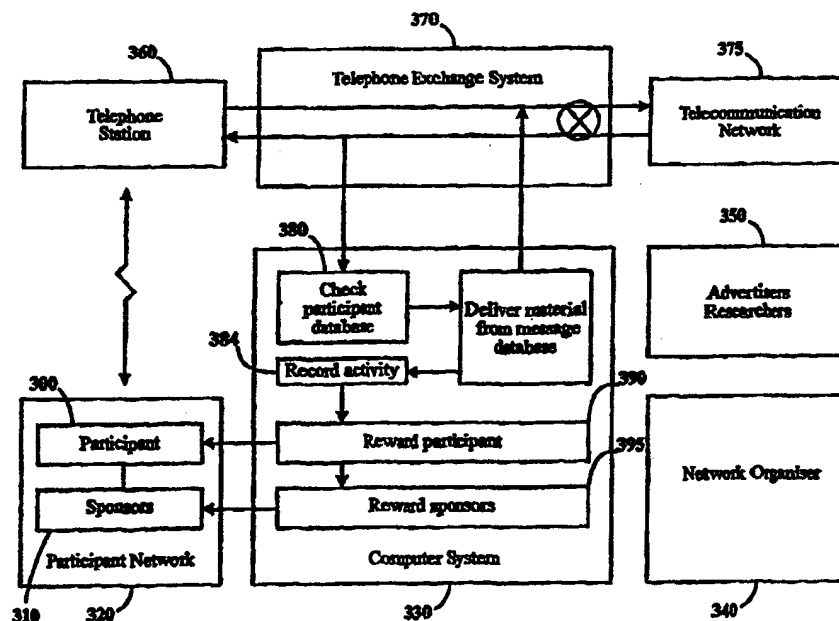 370
360
375
Telephone Exchange System
Telephone
Station
Telecommunication
Network
380
350
Check
participant
database
Deliver material
from message
database
Advertisers
Researchers
384
Record activity
300
390
Participant
Reward participant
395
Network Organiser
Sponsors
Reward sponsors
Participant Network
Computer System
310
320
330
340